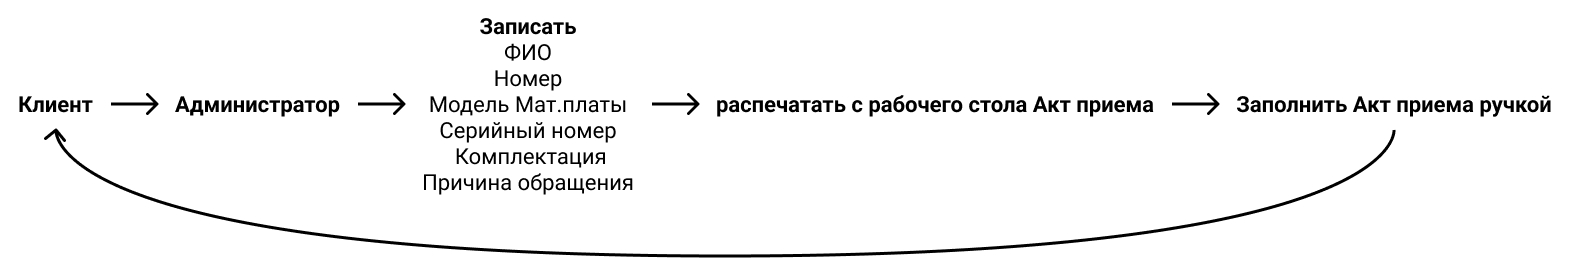 Клиент
Администратор
Записать
ФИО
Номер
Модель Мат.платы
Серийный номер
Комплектация
Причина обращения
распечатать с рабочего стола Акт приема
Заполнить Акт приема ручкой